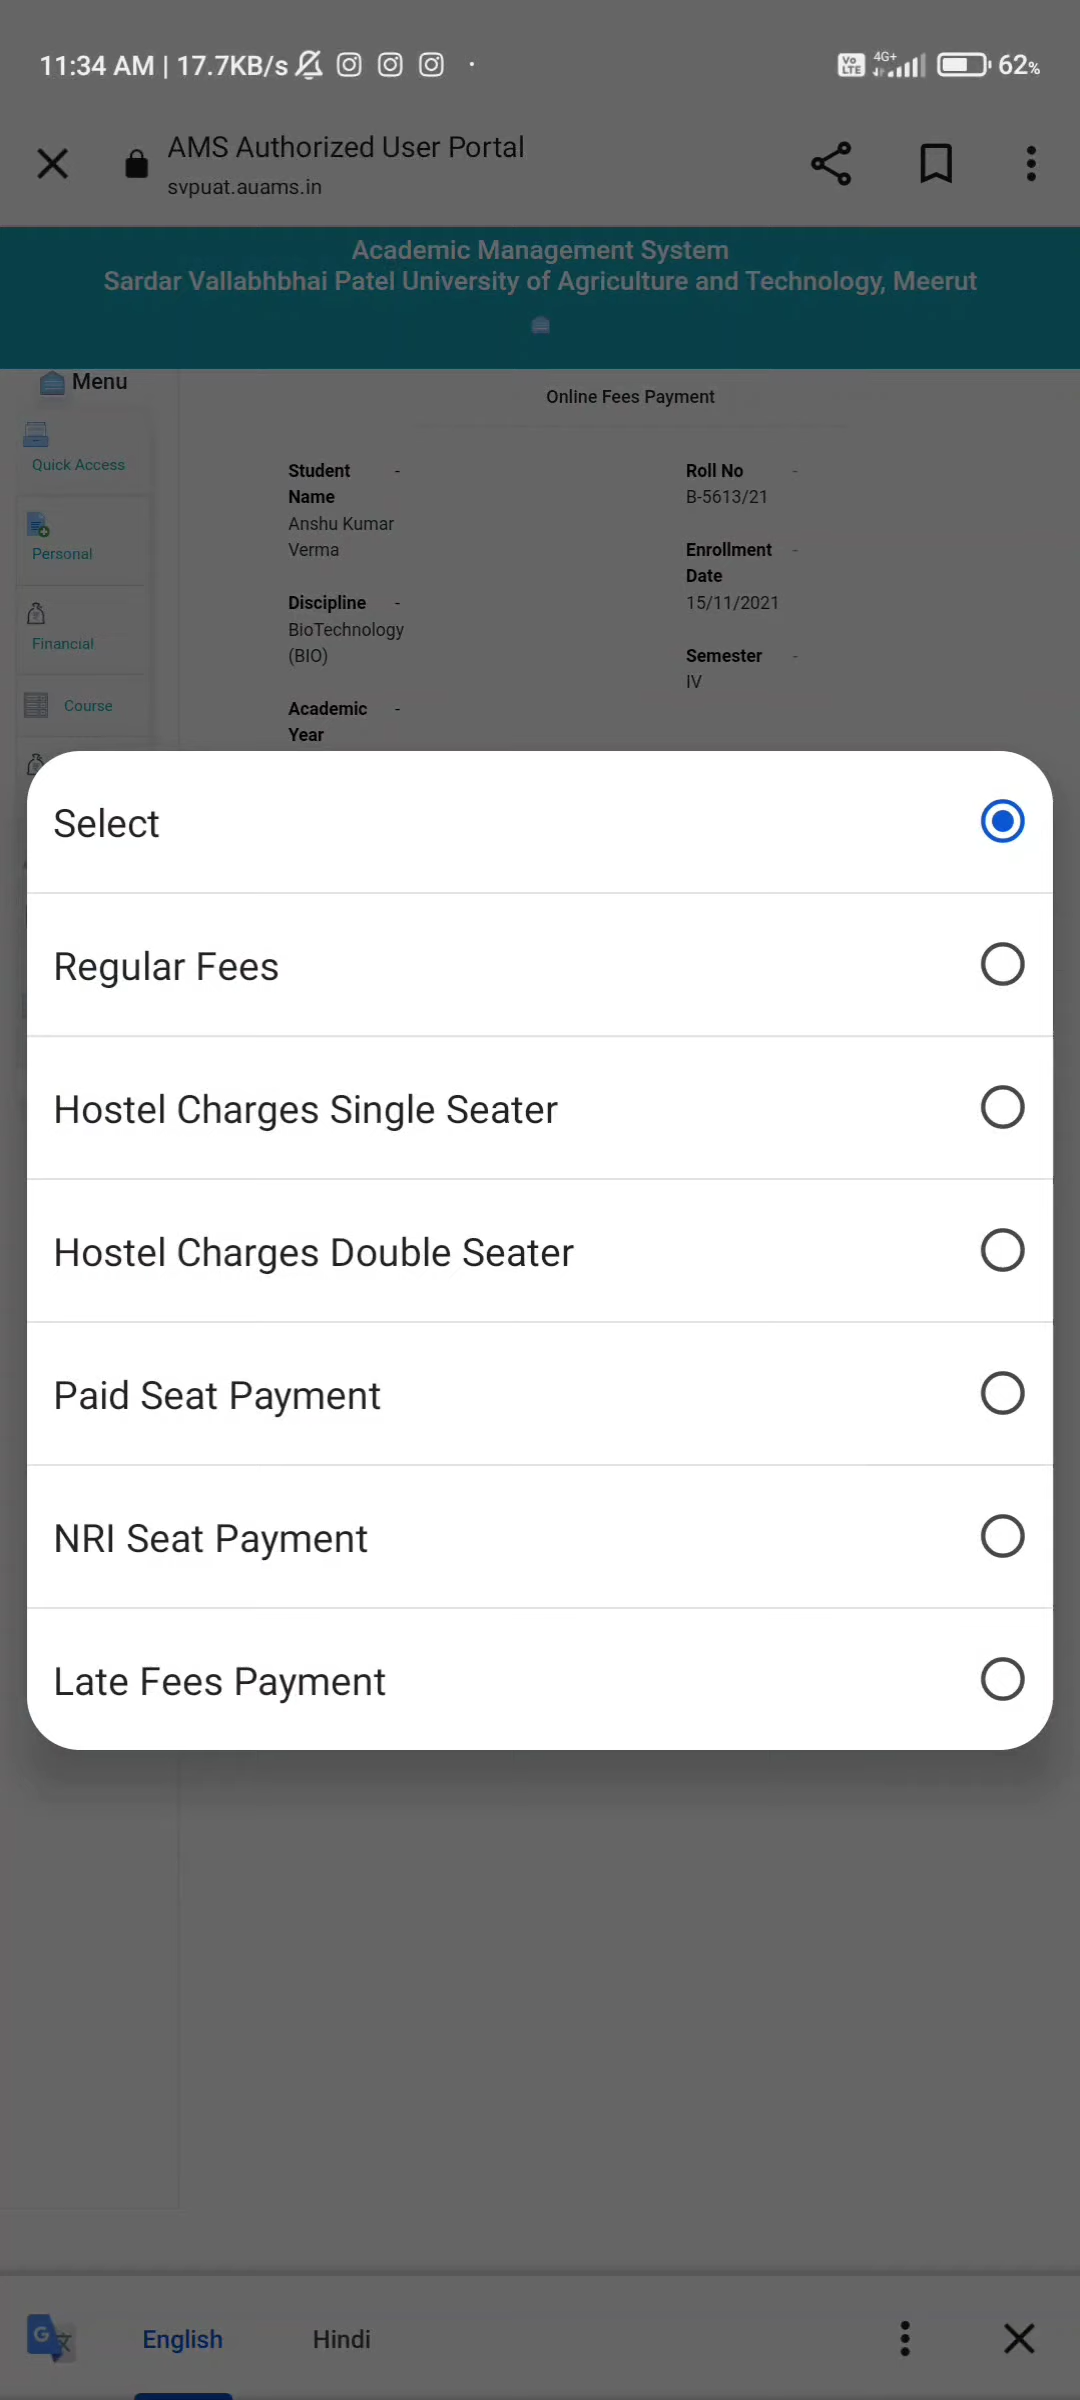 11:34 AM | 17.7KB/s
Vo LTE 4G+ 62%
AMS Authorized User Portal
svpuat.auams.in
Academic Management System
Sardar Vallabhbhai Patel University of Agriculture and Technology, Meerut
Menu
Online Fees Payment
Quick Access
Personal
Financial
Course
Student Name -
Anshu Kumar
Verma
Roll No -
B-5613/21
Enrollment Date -
15/11/2021
Discipline -
BioTechnology
(BIO)
Semester -
IV
Academic Year -
Select
Regular Fees
Hostel Charges Single Seater
Hostel Charges Double Seater
Paid Seat Payment
NRI Seat Payment
Late Fees Payment
G 文 English Hindi